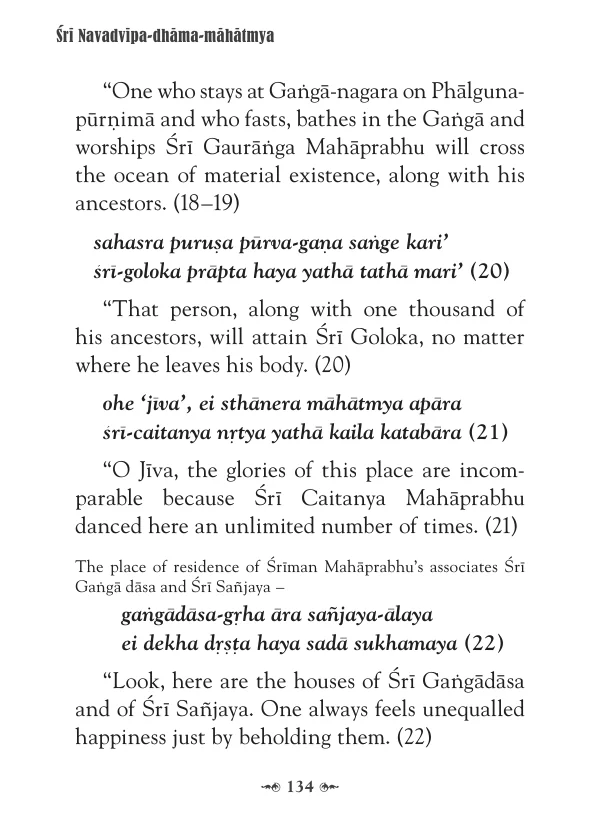 Śrī Navadvīpa-dhāma-māhātmya
“One who stays at Gaṅgā-nagara on Phālguna-
pūrṇimā and who fasts, bathes in the Gaṅgā and
worships Śrī Gaurāṅga Mahāprabhu will cross
the ocean of material existence, along with his
ancestors. (18–19)
sahasra puruṣa pūrva-gaṇa saṅge kari’
śrī-goloka prāpta haya yathā tathā mari’ (20)
“That person, along with one thousand of
his ancestors, will attain Śrī Goloka, no matter
where he leaves his body. (20)
ohe ‘jīva’, ei sthānera māhātmya apāra
śrī-caitanya nṛtya yathā kaila katabāra (21)
“O Jīva, the glories of this place are incom-
parable because Śrī Caitanya Mahāprabhu
danced here an unlimited number of times. (21)
The place of residence of Śrīman Mahāprabhu’s associates Śrī
Gaṅgā dāsa and Śrī Sañjaya –
gaṅgādāsa-gṛha āra sañjaya-ālaya
ei dekha dṛṣṭa haya sadā sukhamaya (22)
“Look, here are the houses of Śrī Gaṅgādāsa
and of Śrī Sañjaya. One always feels unequalled
happiness just by beholding them. (22)
134